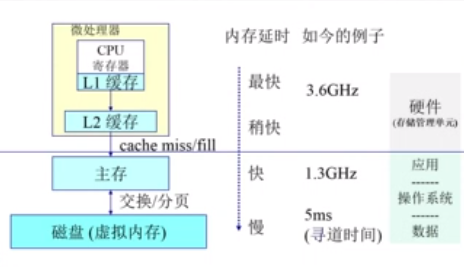 微处理器
CPU
寄存器
L1 缓存
L2 缓存
cache miss/fill
主存
交换/分页
磁盘 (虚拟内存)
内存延时 如今的例子
最快 3.6GHz
稍快
快 1.3GHz
慢 5ms
(寻道时间)
硬件
(存储管理单元)
应用
------
操作系统
------
数据